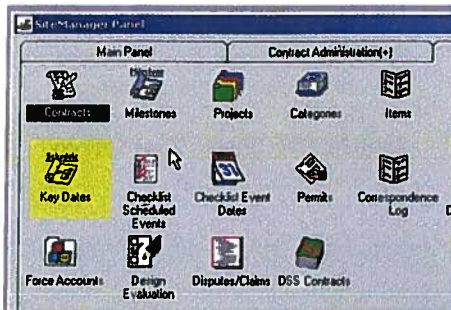 SiteManager Panel
Main Panel Contract Administration(+)
Contracts Milestones Projects Categories Items
Key Dates Checklist Scheduled Events Checklist Event Dates Permits Correspondence Log
Force Accounts Design Evaluation Disputes/Claims DSS Contracts